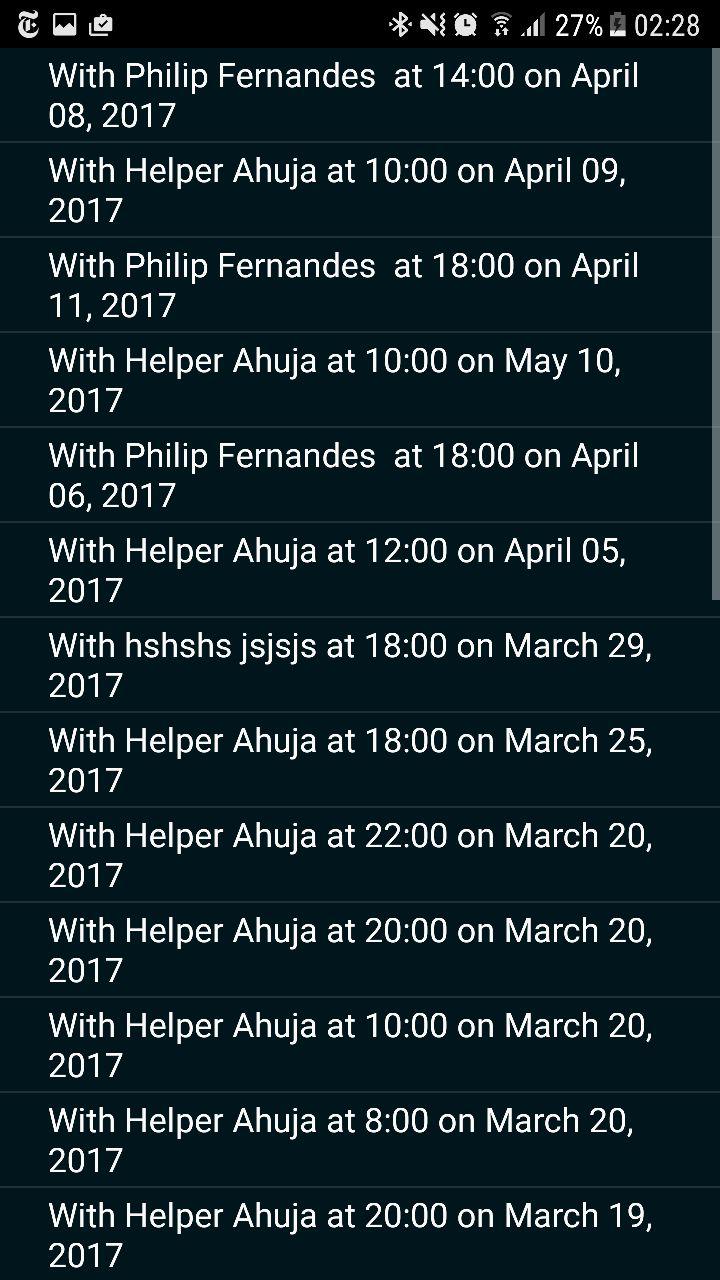 27% 02:28
With Philip Fernandes  at 14:00 on April
08, 2017
With Helper Ahuja at 10:00 on April 09,
2017
With Philip Fernandes  at 18:00 on April
11, 2017
With Helper Ahuja at 10:00 on May 10,
2017
With Philip Fernandes  at 18:00 on April
06, 2017
With Helper Ahuja at 12:00 on April 05,
2017
With hshshs jsjsjs at 18:00 on March 29,
2017
With Helper Ahuja at 18:00 on March 25,
2017
With Helper Ahuja at 22:00 on March 20,
2017
With Helper Ahuja at 20:00 on March 20,
2017
With Helper Ahuja at 10:00 on March 20,
2017
With Helper Ahuja at 8:00 on March 20,
2017
With Helper Ahuja at 20:00 on March 19,
2017